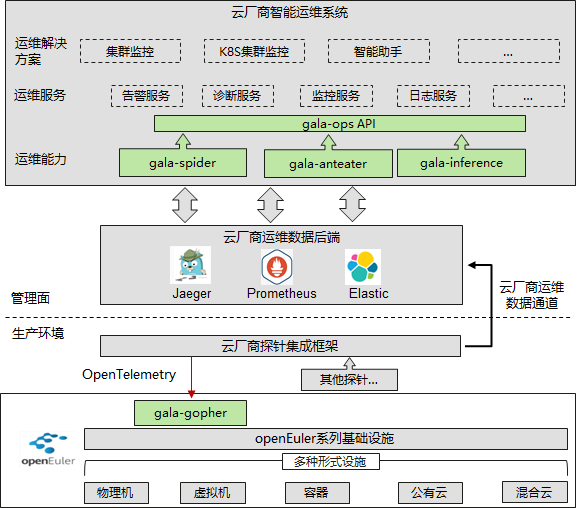 云厂商智能运维系统
运维解决
方案
集群监控
K8S集群监控
智能助手
...
运维服务
告警服务
诊断服务
监控服务
日志服务
...
gala-ops API
运维能力
gala-spider
gala-anteater
gala-inference
云厂商运维数据后端
Jaeger
Prometheus
Elastic
管理面
云厂商运维
数据通道
生产环境
云厂商探针集成框架
OpenTelemetry
其他探针...
gala-gopher
openEuler
openEuler系列基础设施
多种形式设施
物理机
虚拟机
容器
公有云
混合云